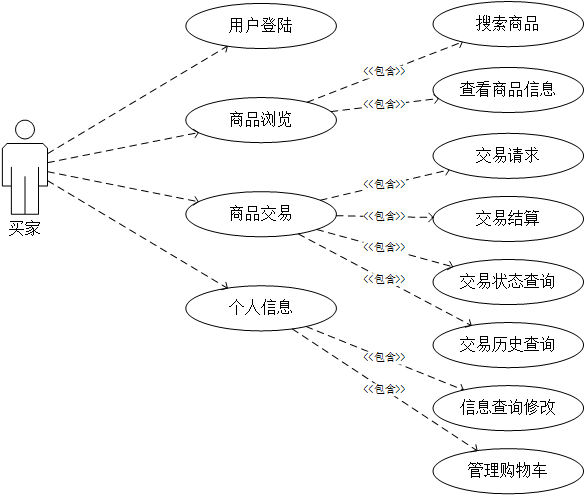 买家
用户登陆
商品浏览
商品交易
个人信息
<<包含>>
<<包含>>
<<包含>>
<<包含>>
<<包含>>
<<包含>>
<<包含>>
<<包含>>
搜索商品
查看商品信息
交易请求
交易结算
交易状态查询
交易历史查询
信息查询修改
管理购物车